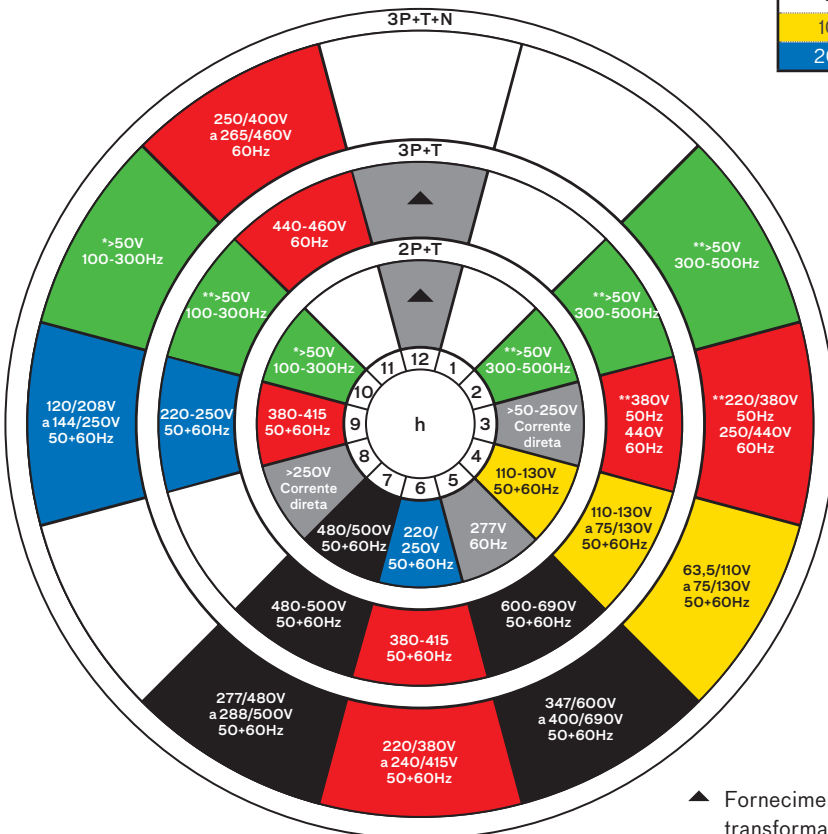 3P+T+N
250/400V
a 265/460V
60Hz
*>50V
100-300Hz
120/208V
a 144/250V
50+60Hz
277/480V
a 288/500V
50+60Hz
220/380V
a 240/415V
50+60Hz
347/600V
a 400/690V
50+60Hz
63,5/110V
a 75/130V
50+60Hz
**220/380V
50Hz
250/440V
60Hz
**>50V
300-500Hz
3P+T
▲
440-460V
60Hz
**>50V
100-300Hz
220-250V
50+60Hz
480-500V
50+60Hz
380-415
50+60Hz
600-690V
50+60Hz
110-130V
a 75/130V
50+60Hz
**380V
50Hz
440V
60Hz
**>50V
300-500Hz
2P+T
▲
*>50V
100-300Hz
380-415
50+60Hz
>250V
Corrente
direta
480/500V
50+60Hz
220/
250V
50+60Hz
277V
60Hz
110-130V
50+60Hz
>50-250V
Corrente
direta
**>50V
300-500Hz
12
1
2
3
4
5
6
7
8
9
10
11
h
▲ Fornecime
transforma